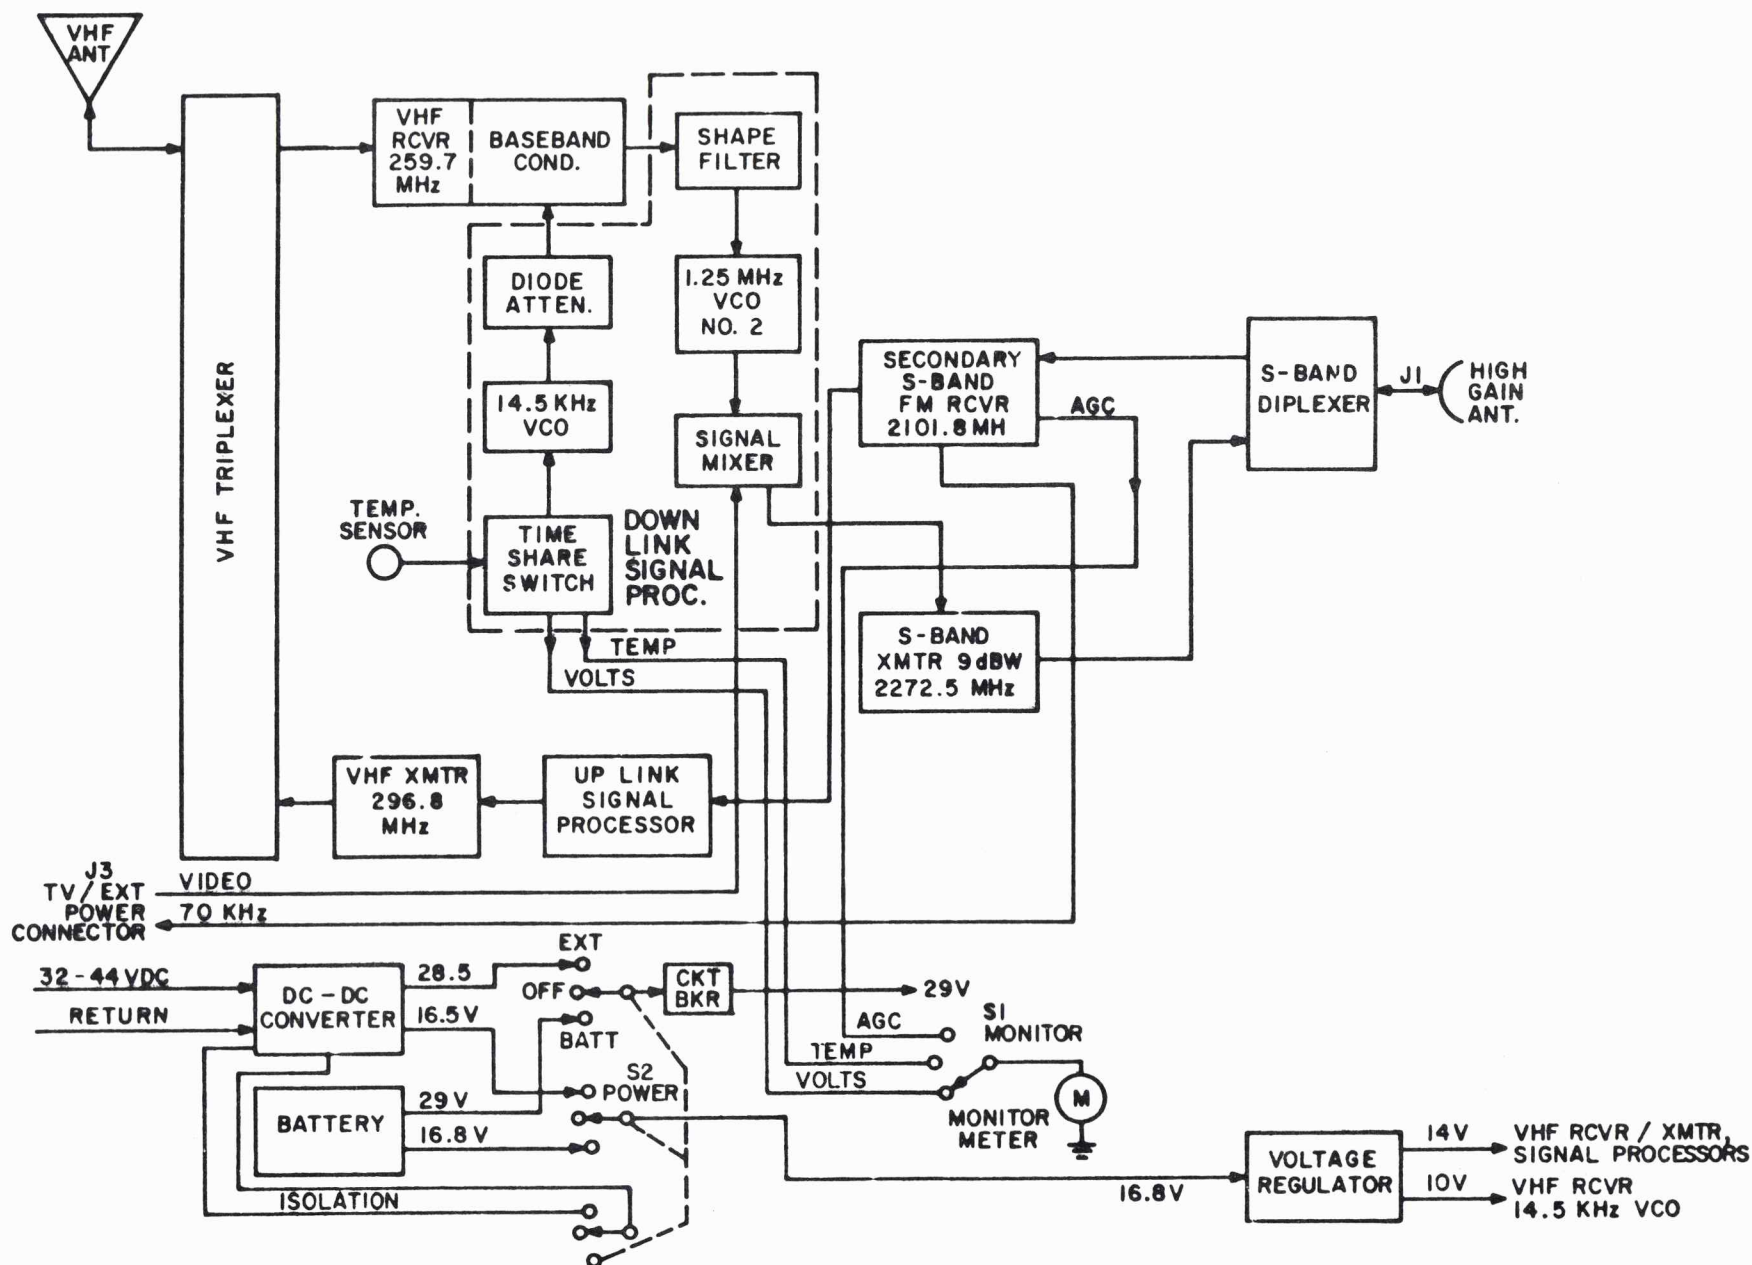 VHF
ANT
VHF TRIPLEXER
VHF
RCVR
259.7
MHz
BASEBAND
COND.
SHAPE
FILTER
DIODE
ATTEN.
1.25 MHz
VCO
NO. 2
14.5 KHz
VCO
SIGNAL
MIXER
TEMP.
SENSOR
TIME
SHARE
SWITCH
DOWN
LINK
SIGNAL
PROC.
TEMP
VOLTS
SECONDARY
S-BAND
FM RCVR
2101.8 MH
AGC
S-BAND
DIPLEXER
J1
HIGH
GAIN
ANT.
S-BAND
XMTR 9dBW
2272.5 MHz
VHF XMTR
296.8
MHz
UP LINK
SIGNAL
PROCESSOR
J3
TV/EXT
POWER
CONNECTOR
VIDEO
70 KHz
32-44VDC
RETURN
DC-DC
CONVERTER
28.5
16.5V
EXT
OFF
BATT
CKT
BKR
29V
S1
MONITOR
AGC
TEMP
VOLTS
M
MONITOR
METER
BATTERY
29V
16.8V
S2
POWER
ISOLATION
16.8V
VOLTAGE
REGULATOR
14V
VHF RCVR / XMTR,
SIGNAL PROCESSORS
10V
VHF RCVR
14.5 KHz VCO